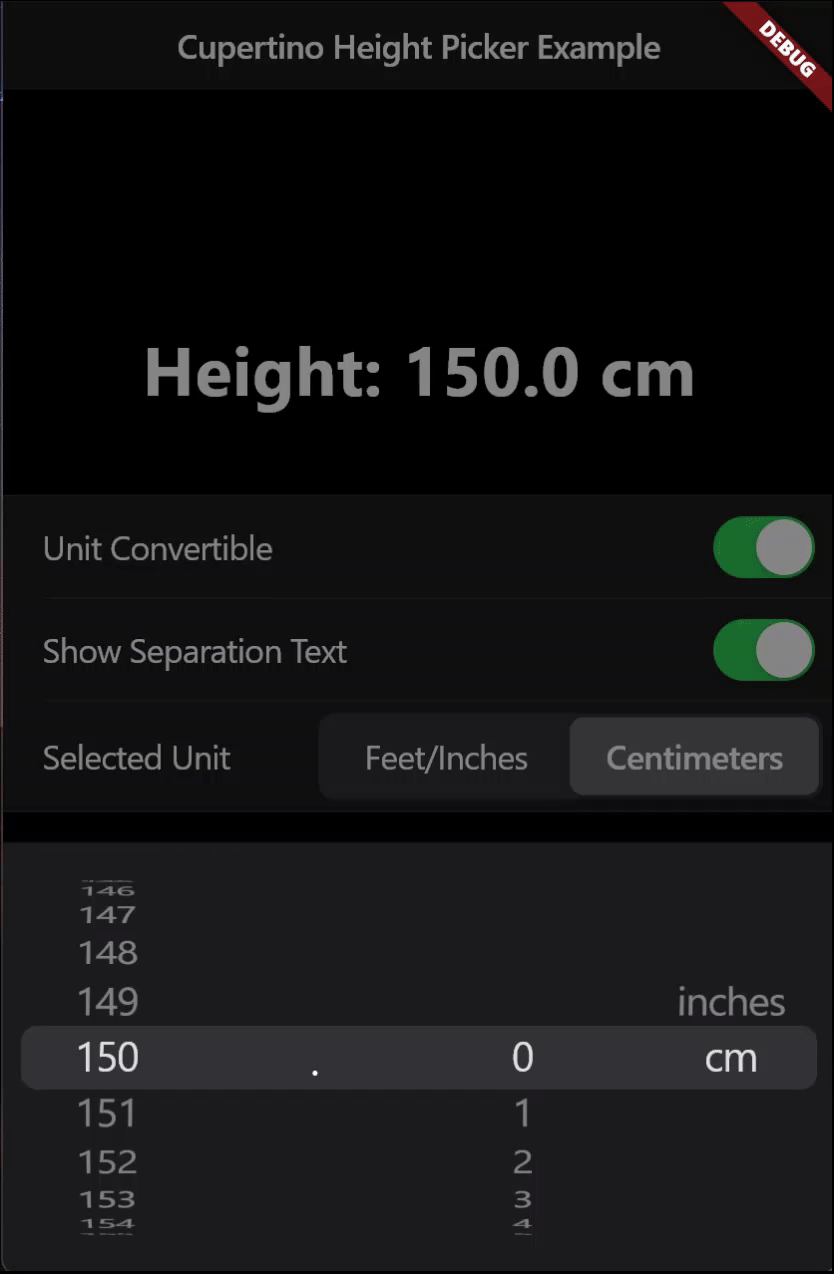 Cupertino Height Picker Example
DEBUG
Height: 150.0 cm
Unit Convertible
Show Separation Text
Selected Unit Feet/Inches Centimeters
146
147
148
149 inches
150 . 0 cm
151 1
152 2
153 3
154 4